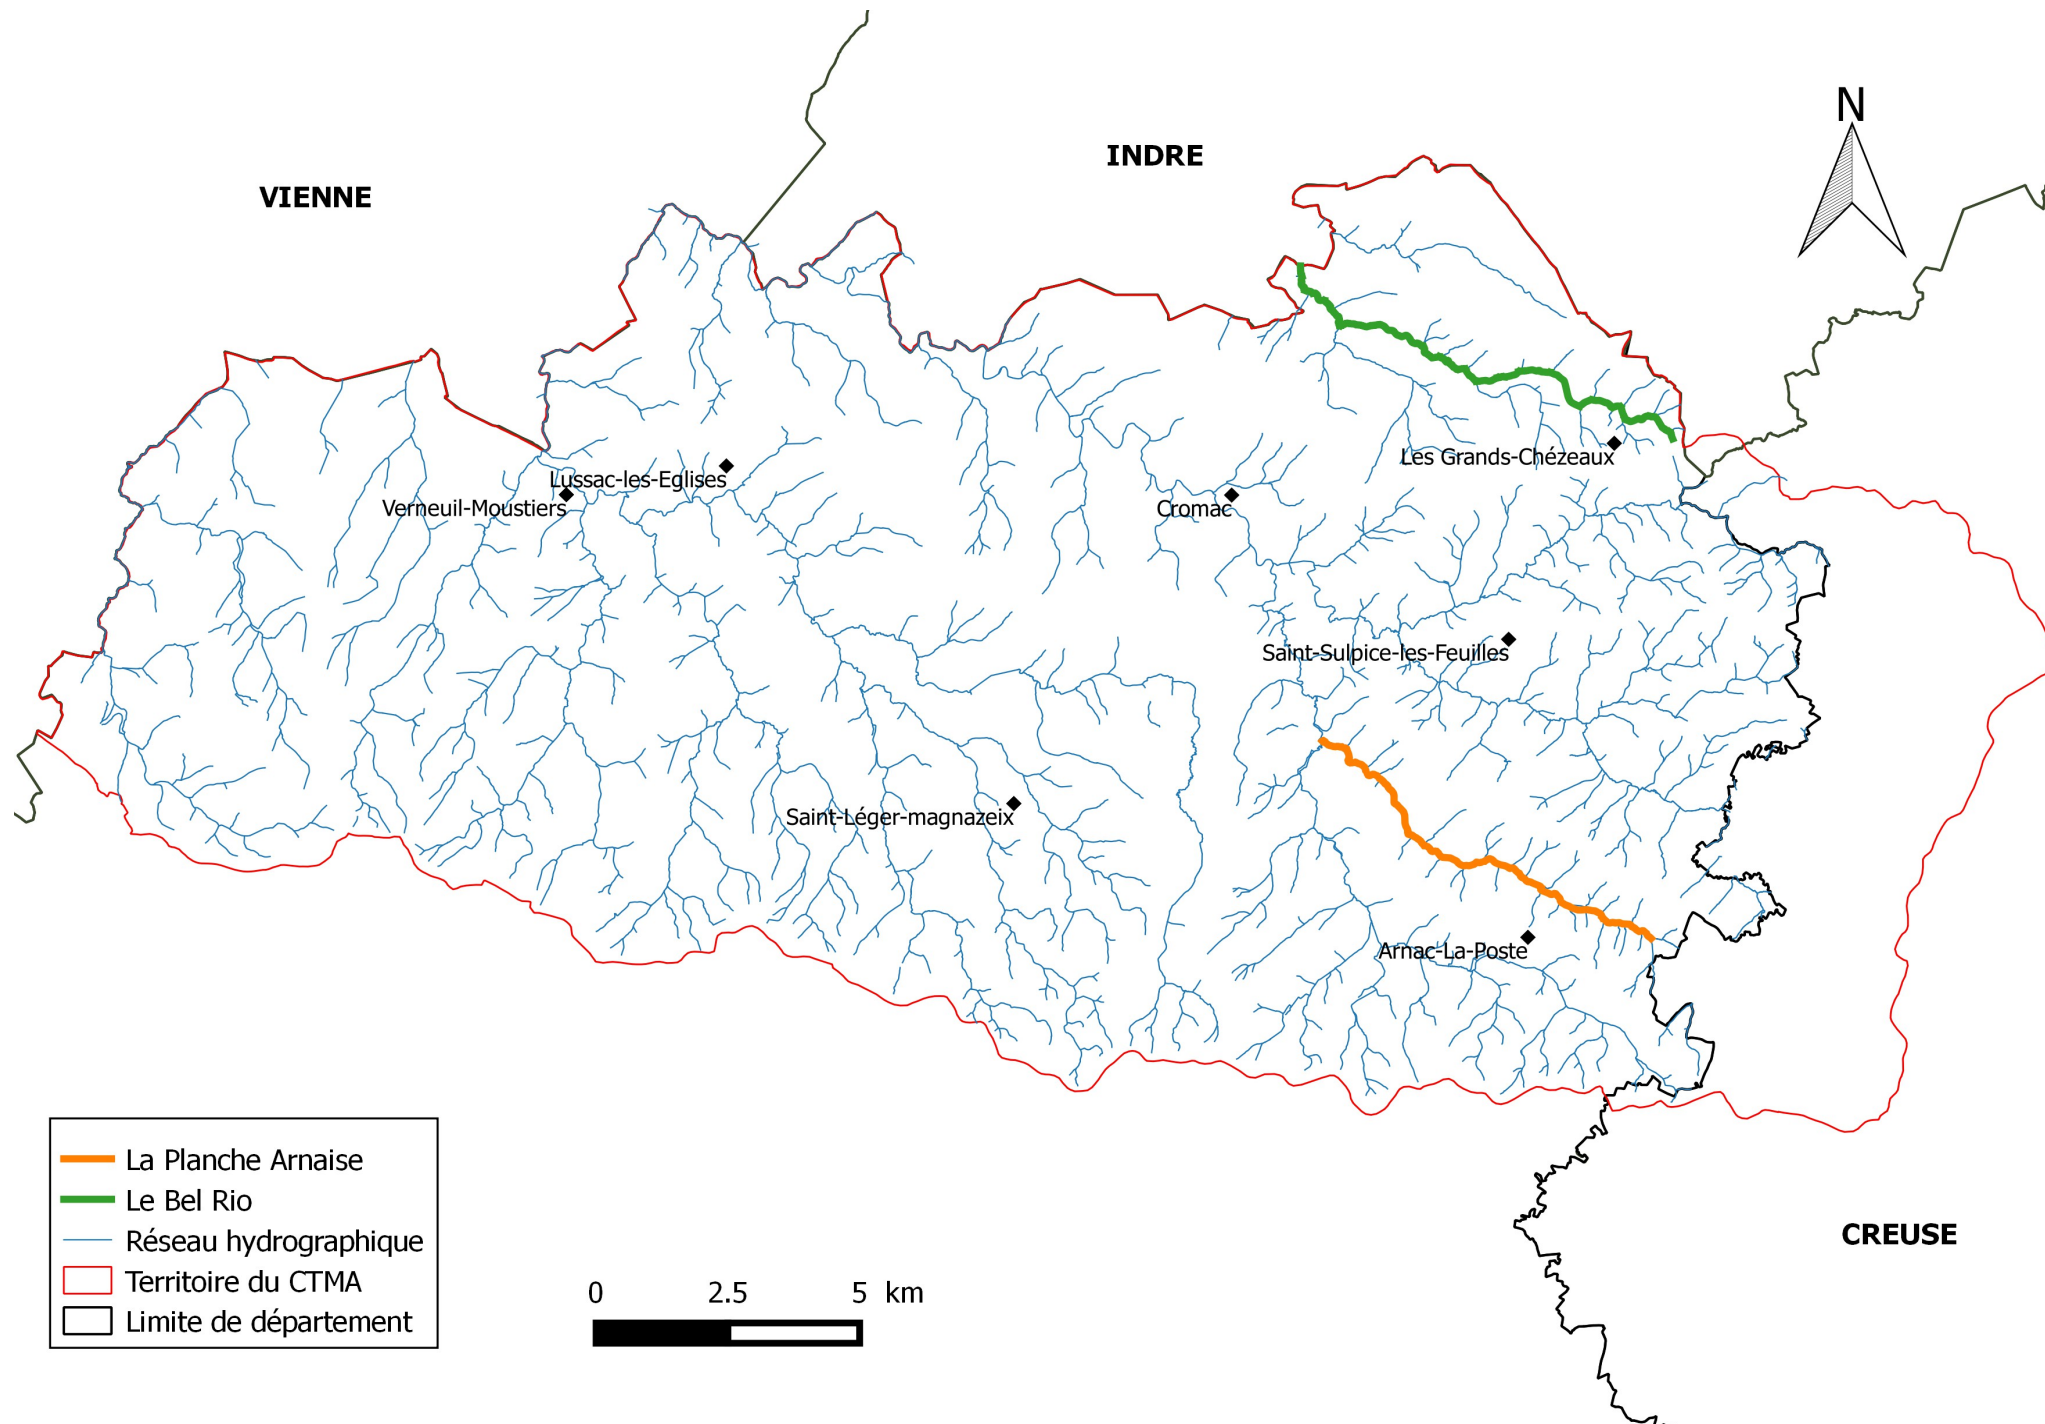 N
INDRE
VIENNE
Les Grands-Chézeaux
Lussac-les-Eglises
Verneuil-Moustiers
Cromac
Saint-Sulpice-les-Feuilles
Saint-Léger-magnazeix
Arnac-La-Poste
CREUSE
La Planche Arnaise
Le Bel Rio
Réseau hydrographique
Territoire du CTMA
Limite de département
0 2.5 5 km